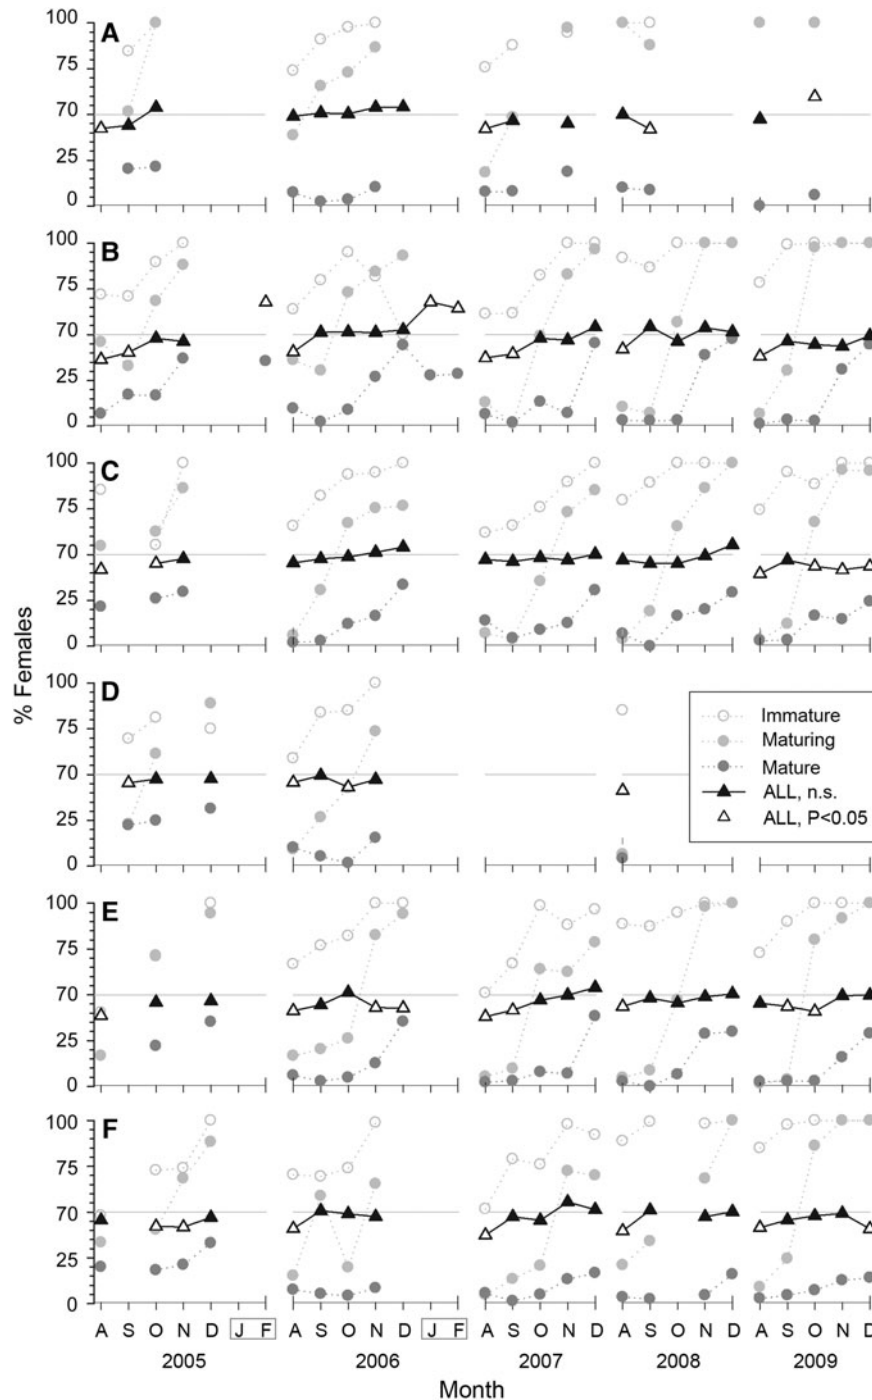 A
100
75
70
25
0
B
100
75
70
25
0
C
100
75
70
25
0
% Females
D
100
75
70
25
0
Immature
Maturing
Mature
ALL, n.s.
ALL, P<0.05
E
100
75
70
25
0
F
100
75
70
25
0
A S O N D J F A S O N D J F A S O N D A S O N D A S O N D
2005 2006 2007 2008 2009
Month